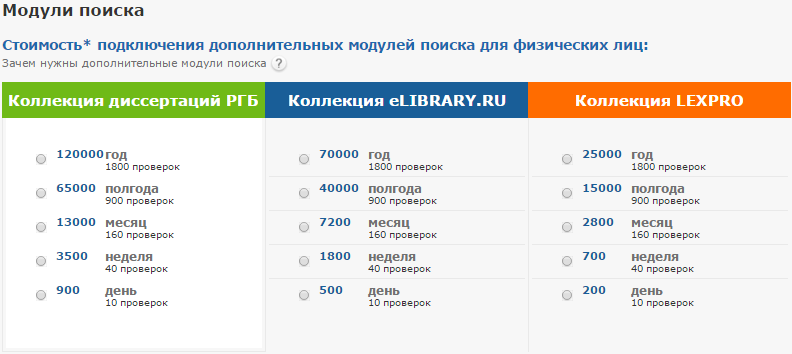 Модули поиска
Стоимость* подключения дополнительных модулей поиска для физических лиц:
Зачем нужны дополнительные модули поиска ?
Коллекция диссертаций РГБ
120000 год
1800 проверок
65000 полгода
900 проверок
13000 месяц
160 проверок
3500 неделя
40 проверок
900 день
10 проверок
Коллекция eLIBRARY.RU
70000 год
1800 проверок
40000 полгода
900 проверок
7200 месяц
160 проверок
1800 неделя
40 проверок
500 день
10 проверок
Коллекция LEXPRO
25000 год
1800 проверок
15000 полгода
900 проверок
2800 месяц
160 проверок
700 неделя
40 проверок
200 день
10 проверок